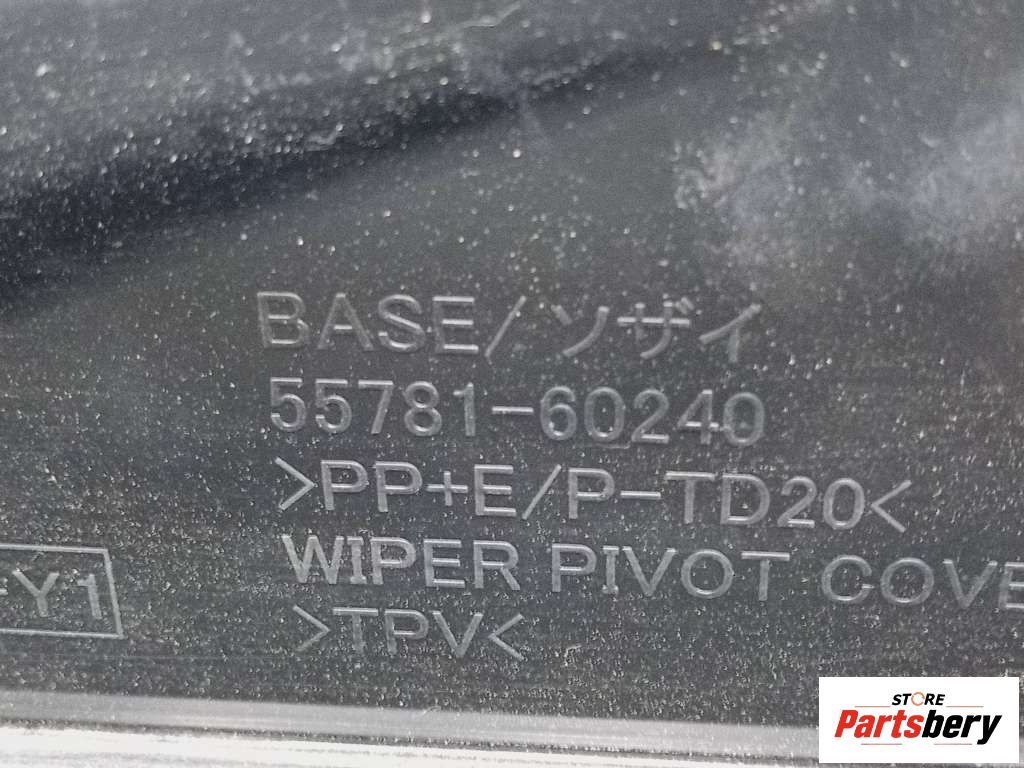 BASE/ソザイ
55781-60240
>PP+E/P-TD20<
WIPER PIVOT COVE
>TPV<
-Y1
STORE
Partsbery